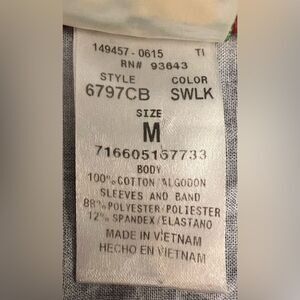 149457-0615 TI
RN# 93643
STYLE COLOR
6797CB SWLK
SIZE
M
716605167733
BODY
100% COTTON/ALGODON
SLEEVES AND BAND
88% POLYESTER-POLIESTER
12% SPANDEX/ELASTANO
MADE IN VIETNAM
HECHO EN VIETNAM